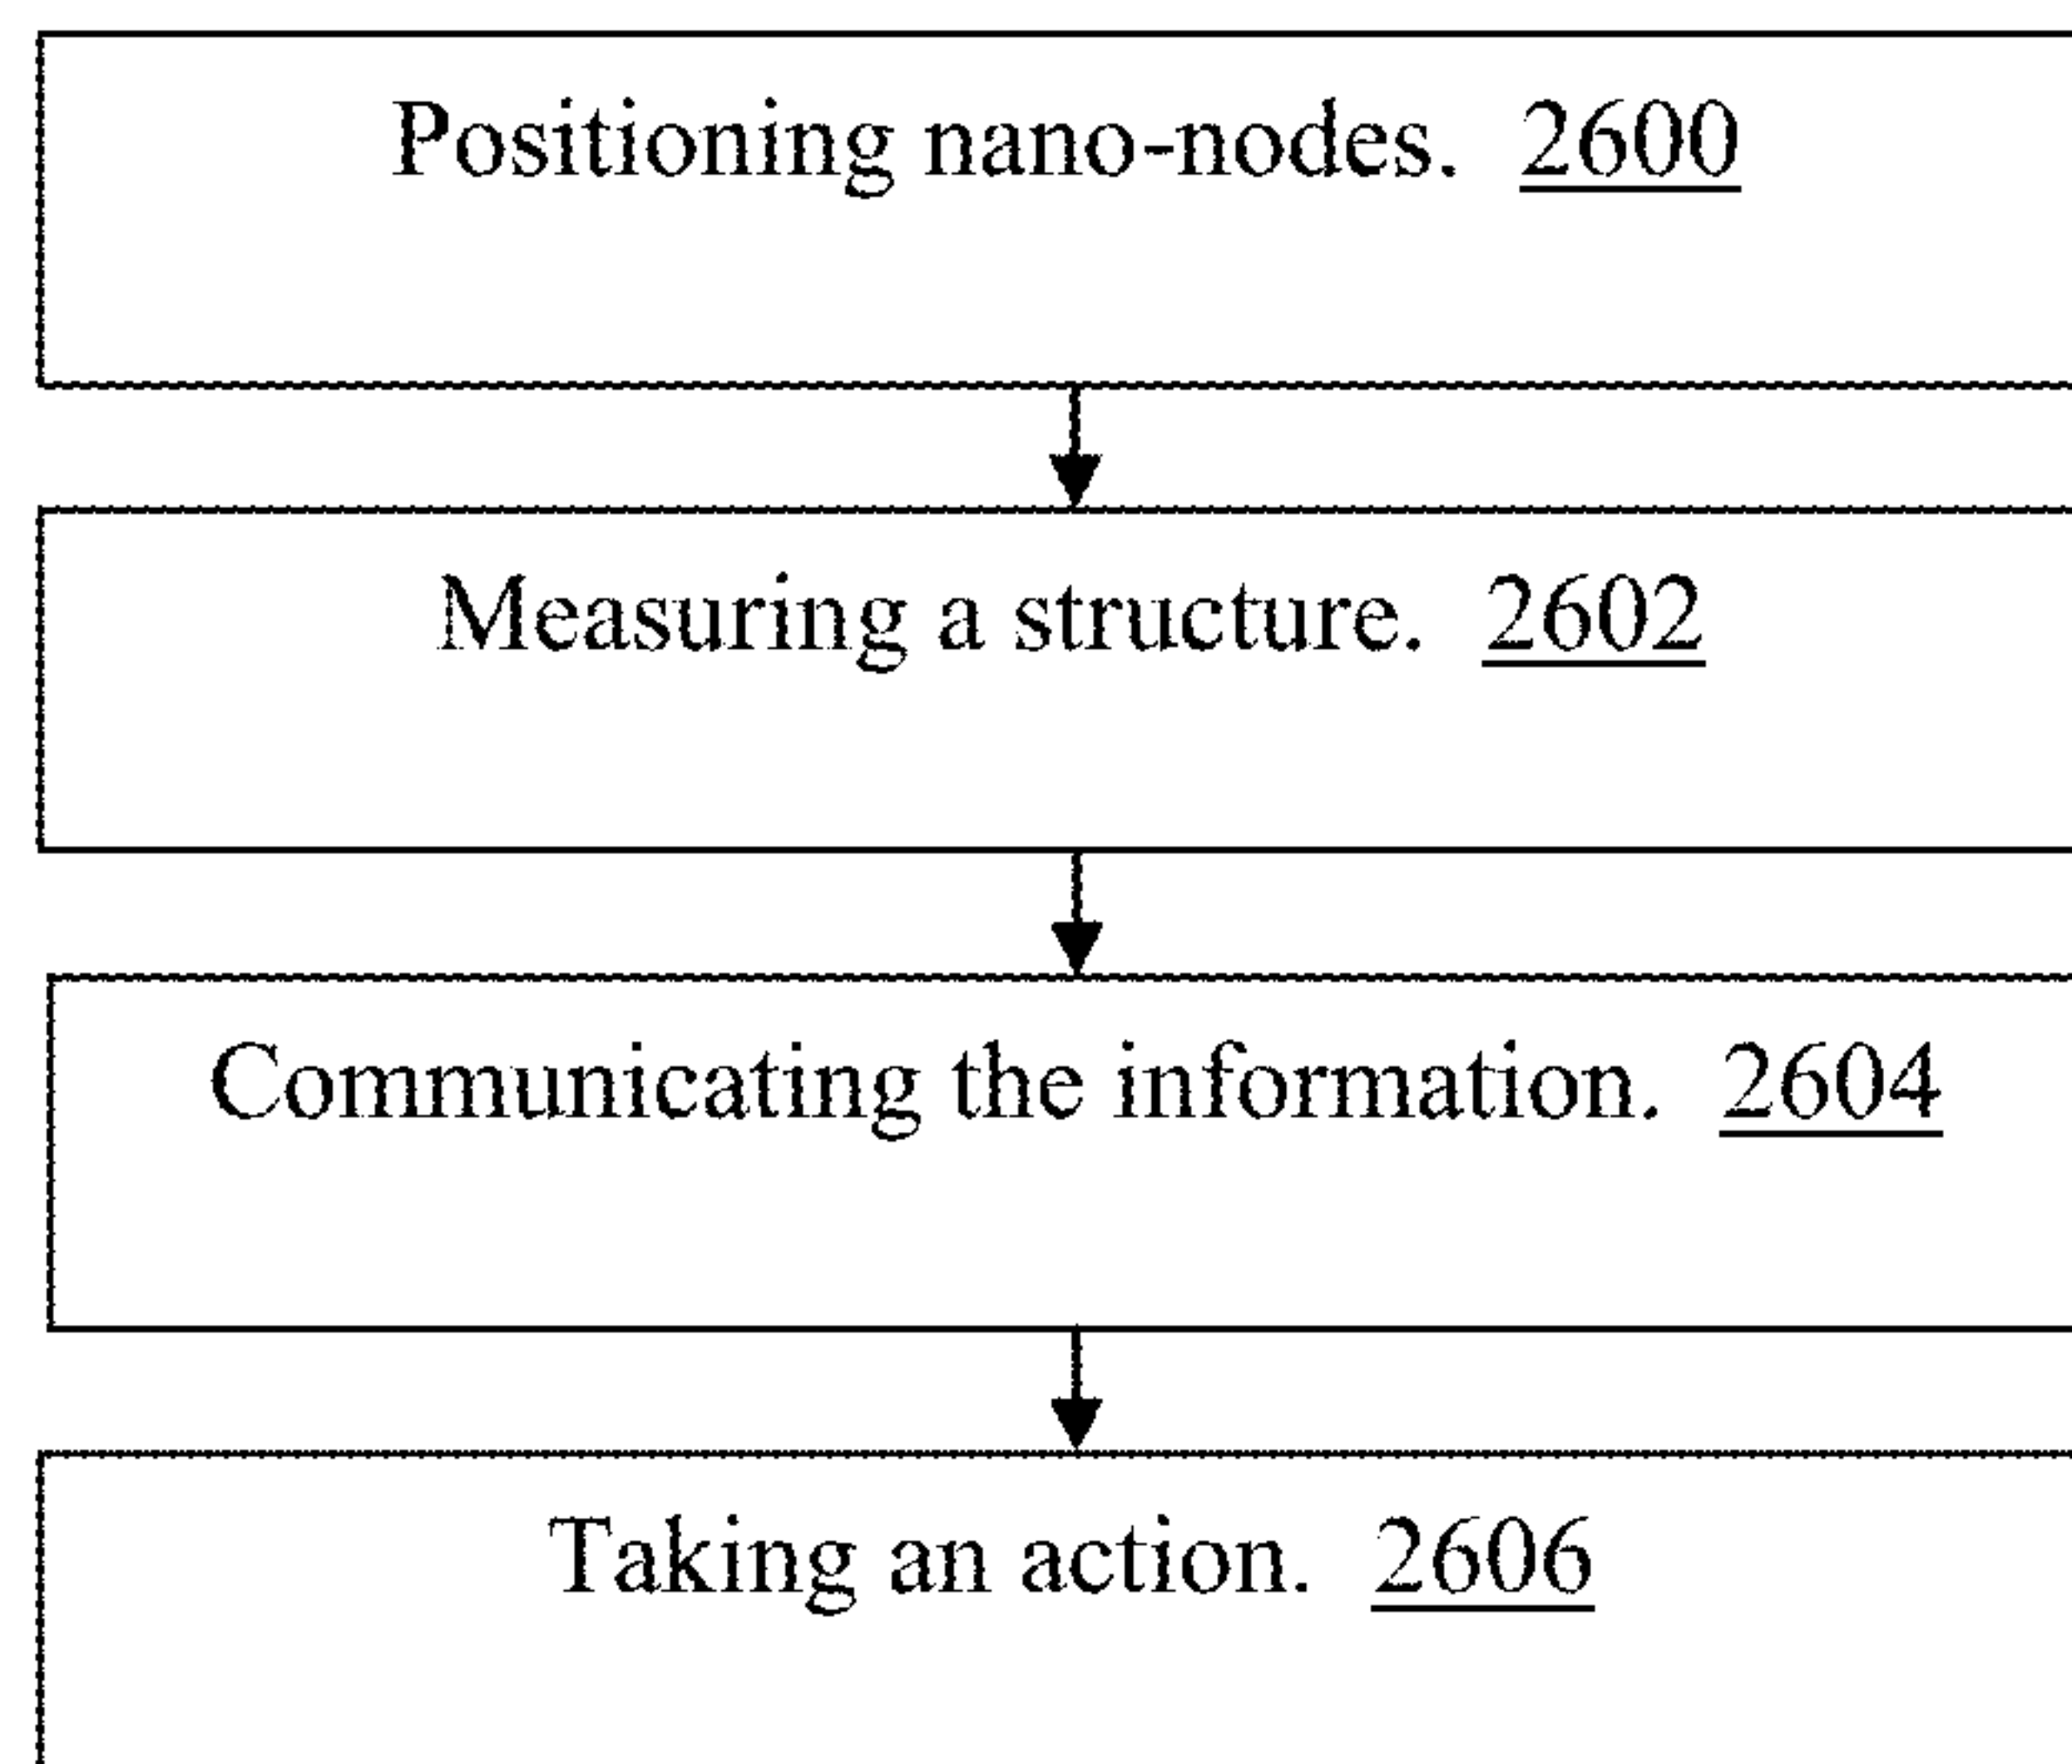 Positioning nano-nodes. 2600
Measuring a structure. 2602
Communicating the information. 2604
Taking an action. 2606